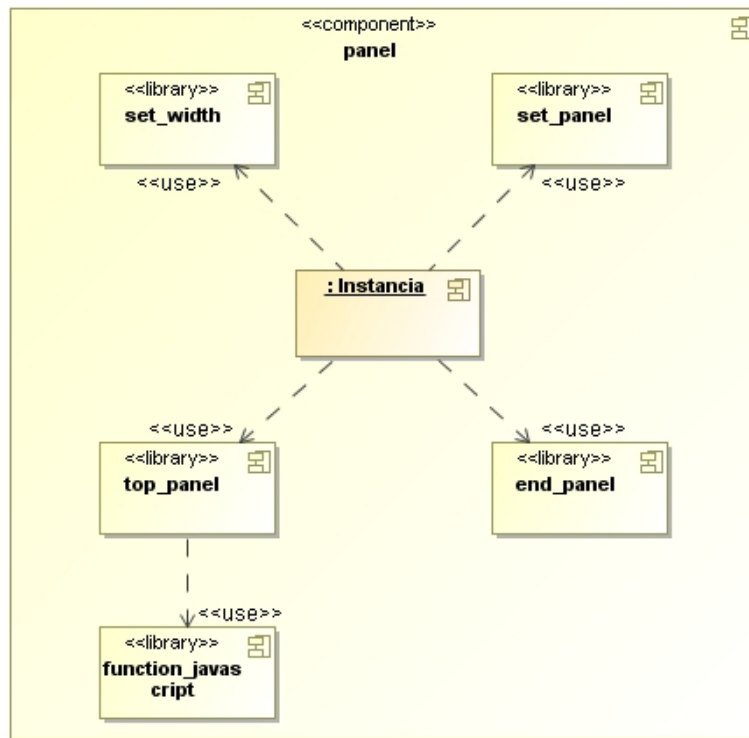 <<component>>
panel
<<library>>
set_width
<<library>>
set_panel
<<use>>
<<use>>
: Instancia
<<use>>
<<use>>
<<library>>
top_panel
<<library>>
end_panel
<<use>>
<<library>>
function_javas
cript